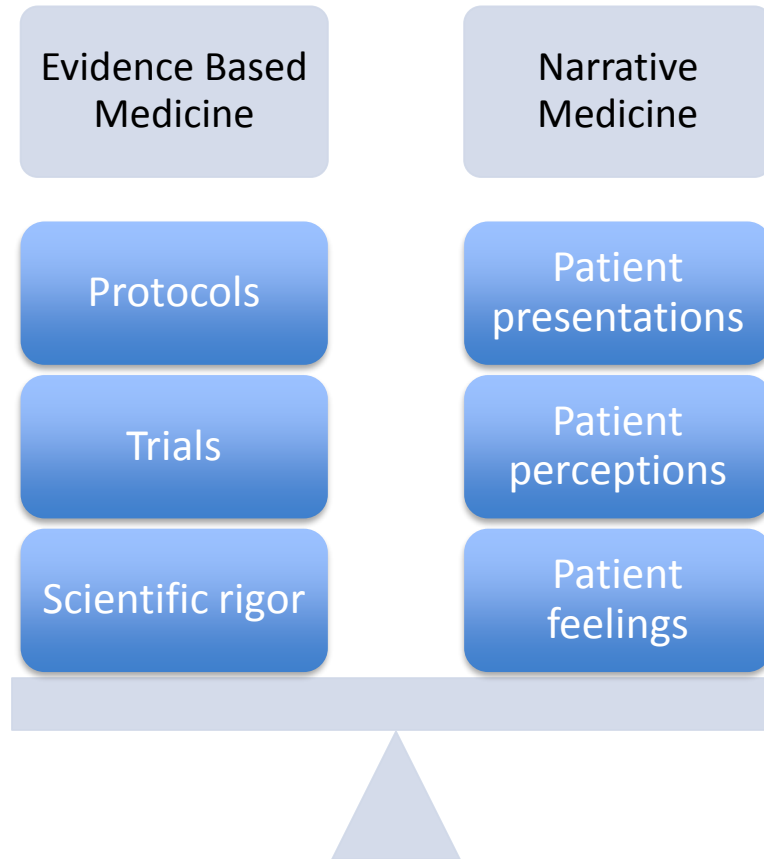 Evidence Based
Medicine
Protocols
Trials
Scientific rigor
Narrative
Medicine
Patient
presentations
Patient
perceptions
Patient
feelings